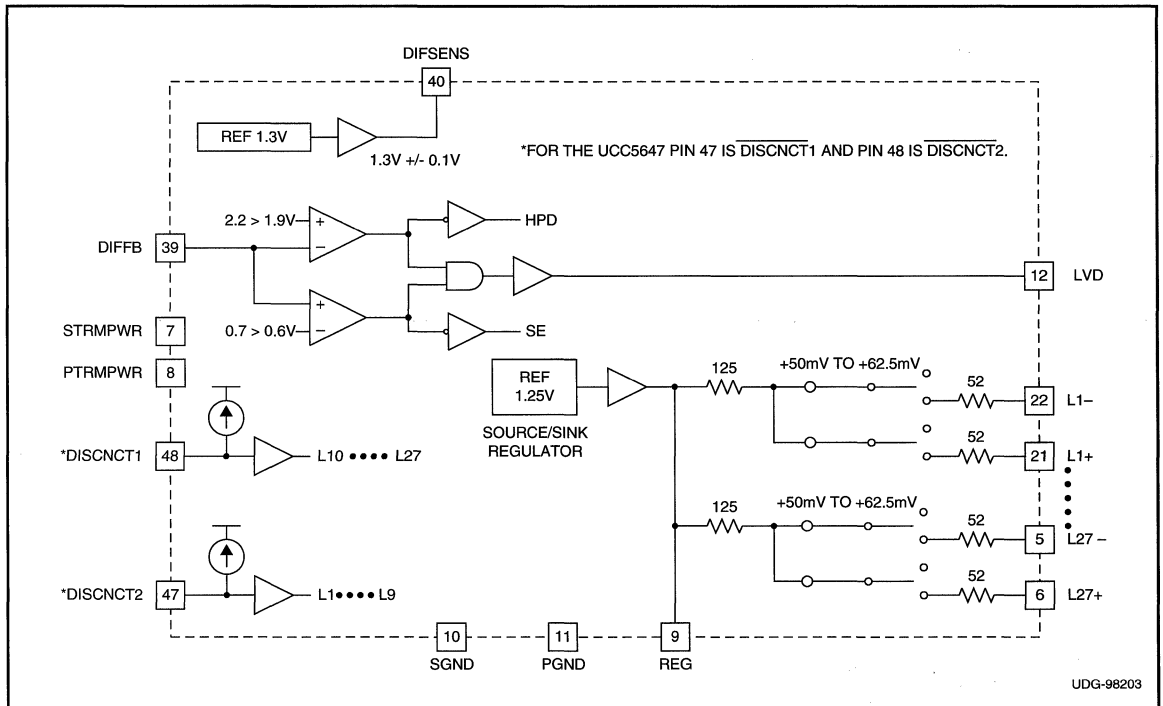 DIFSENS
40
REF 1.3V
1.3V +/- 0.1V
*FOR THE UCC5647 PIN 47 IS DISCNCT1 AND PIN 48 IS DISCNCT2.
2.2 > 1.9V
+
−
HPD
DIFFB 39
12 LVD
+
−
0.7 > 0.6V
SE
STRMPWR 7
PTRMPWR 8
REF
1.25V
SOURCE/SINK
REGULATOR
125
+50mV TO +62.5mV
52
22 L1−
52
21 L1+
*DISCNCT1 48
L10 •••• L27
125
+50mV TO +62.5mV
52
5 L27 −
52
6 L27+
*DISCNCT2 47
L1 •••• L9
10
SGND
11
PGND
9
REG
UDG-98203